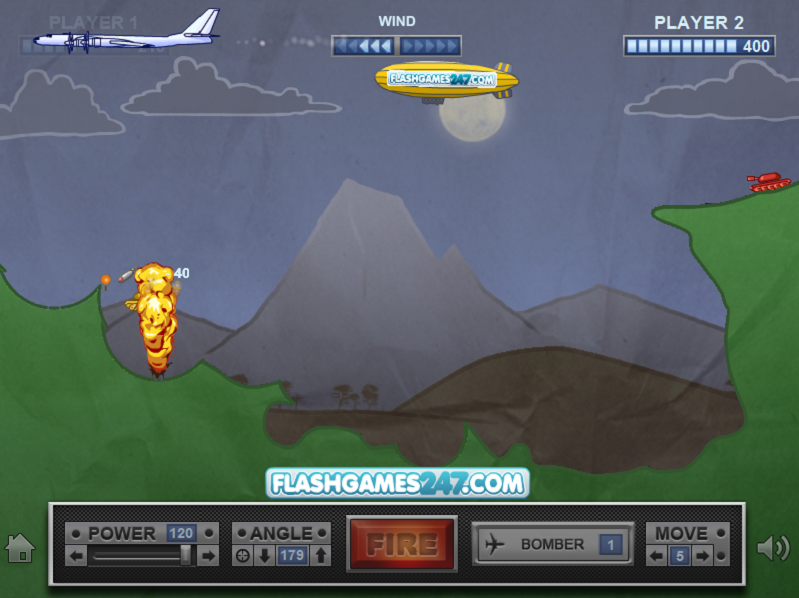 PLAYER 1
WIND
PLAYER 2
400
FLASHGAMES247.COM
40
FLASHGAMES247.COM
POWER 120
ANGLE
179
FIRE
BOMBER 1
MOVE
5